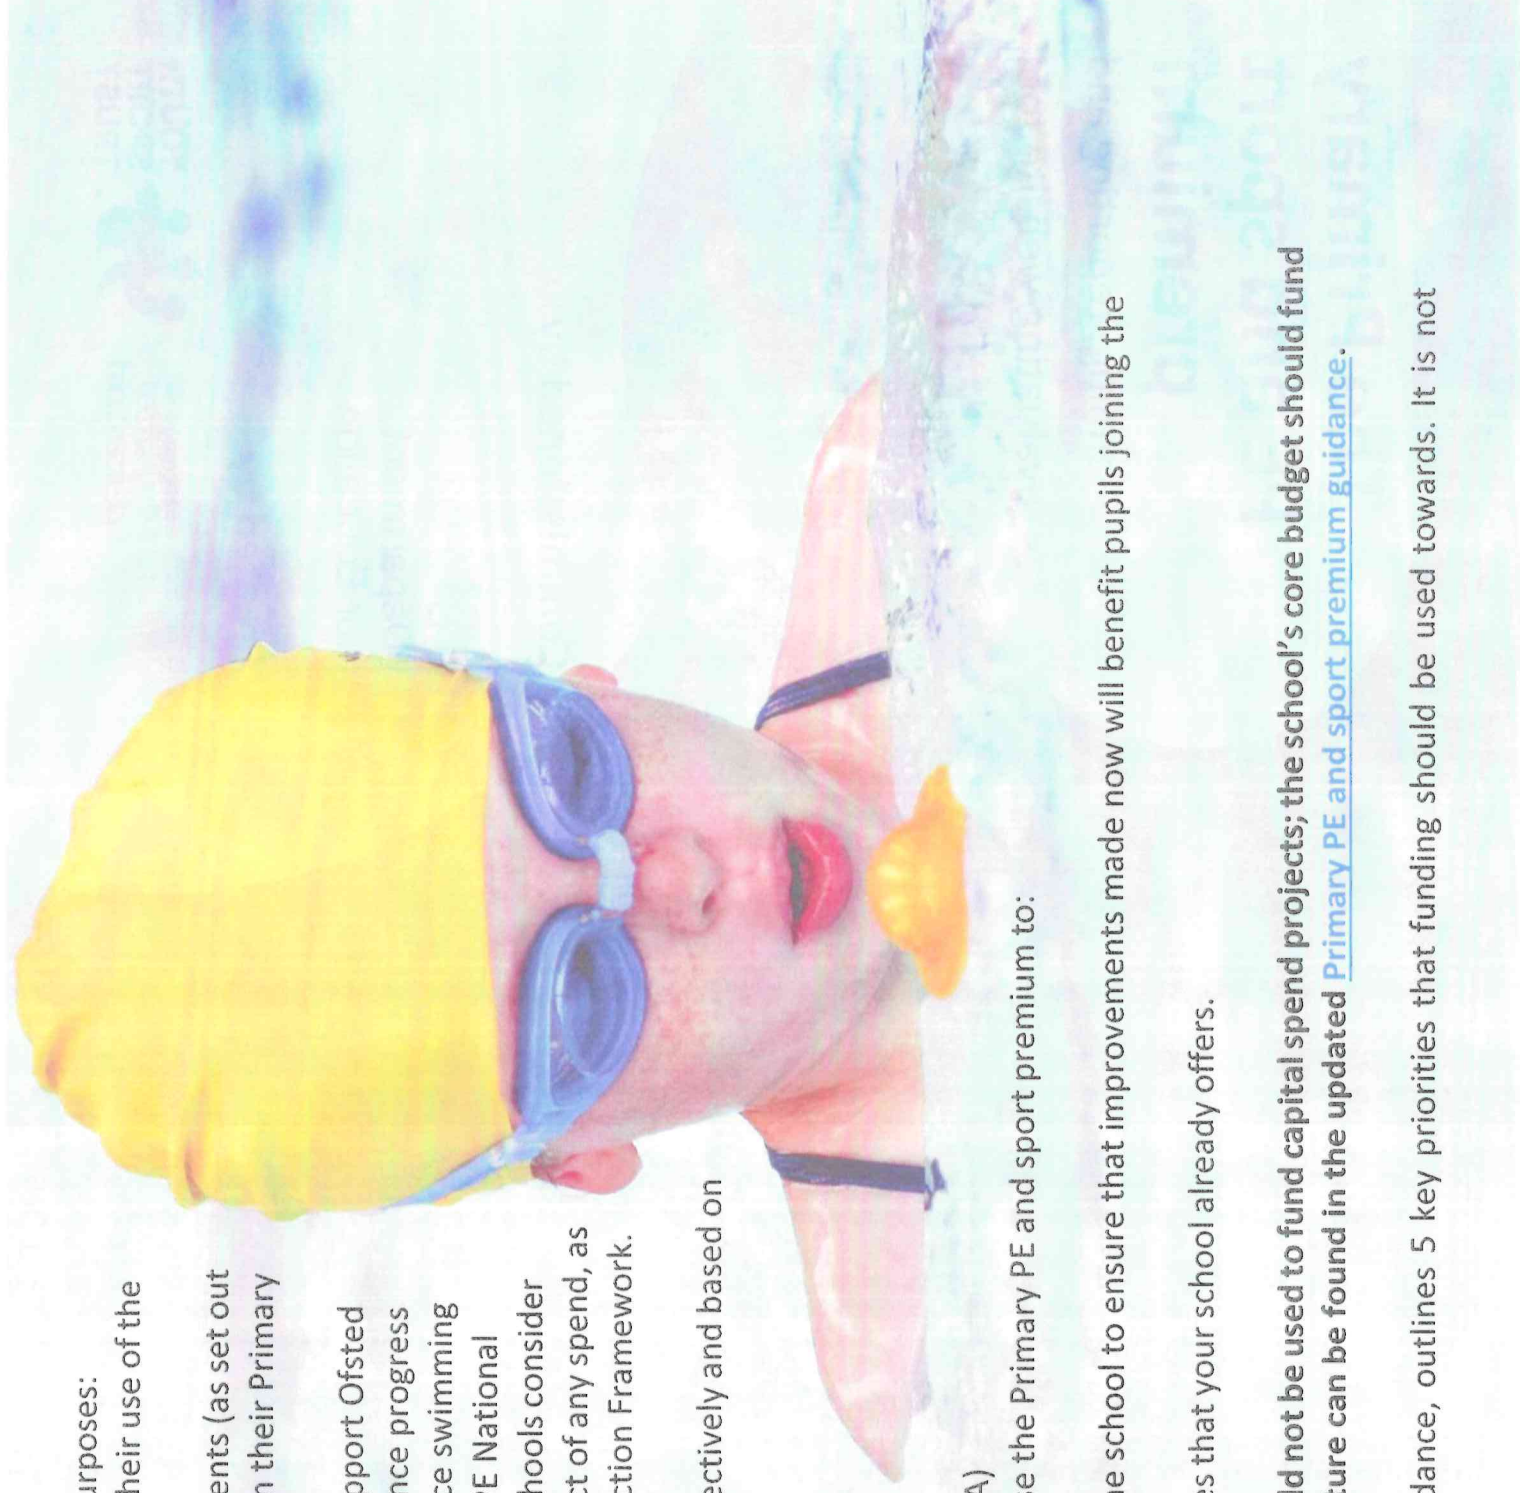 urposes:
heir use of the
ents (as set out
n their Primary
pport Ofsted
nce progress
ce swimming
PE National
hools consider
ct of any spend, as
ction Framework.
ectively and based on
A)
e the Primary PE and sport premium to:
e school to ensure that improvements made now will benefit pupils joining the
es that your school already offers.
ld not be used to fund capital spend projects; the school's core budget should fund
ture can be found in the updated Primary PE and sport premium guidance.
dance, outlines 5 key priorities that funding should be used towards. It is not